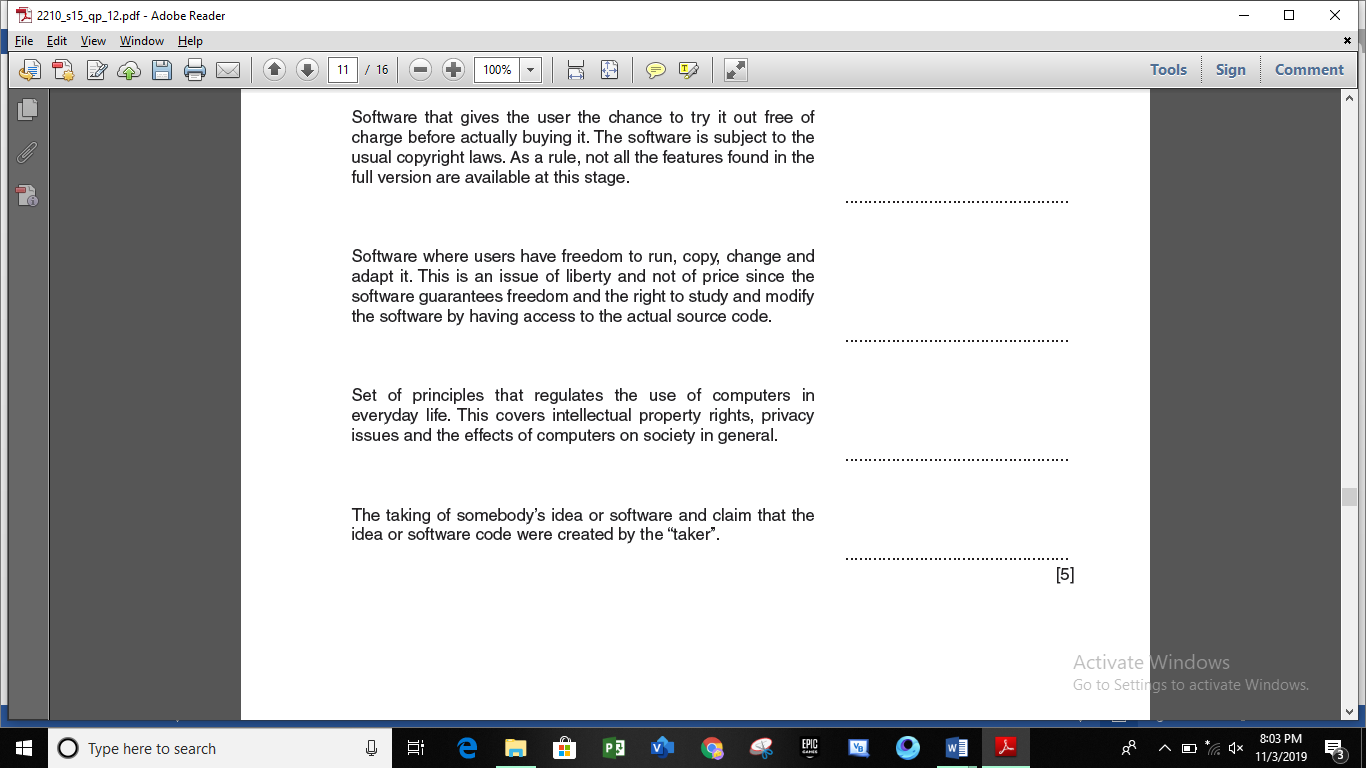 2210_s15_qp_12.pdf - Adobe Reader
File Edit View Window Help
11 / 16 100% Tools Sign Comment
Software that gives the user the chance to try it out free of
charge before actually buying it. The software is subject to the
usual copyright laws. As a rule, not all the features found in the
full version are available at this stage.
................................................
Software where users have freedom to run, copy, change and
adapt it. This is an issue of liberty and not of price since the
software guarantees freedom and the right to study and modify
the software by having access to the actual source code.
................................................
Set of principles that regulates the use of computers in
everyday life. This covers intellectual property rights, privacy
issues and the effects of computers on society in general.
................................................
The taking of somebody's idea or software and claim that the
idea or software code were created by the “taker”.
................................................
[5]
Activate Windows
Go to Settings to activate Windows.
Type here to search
EPIC
GAMES
8:03 PM
11/3/2019
3